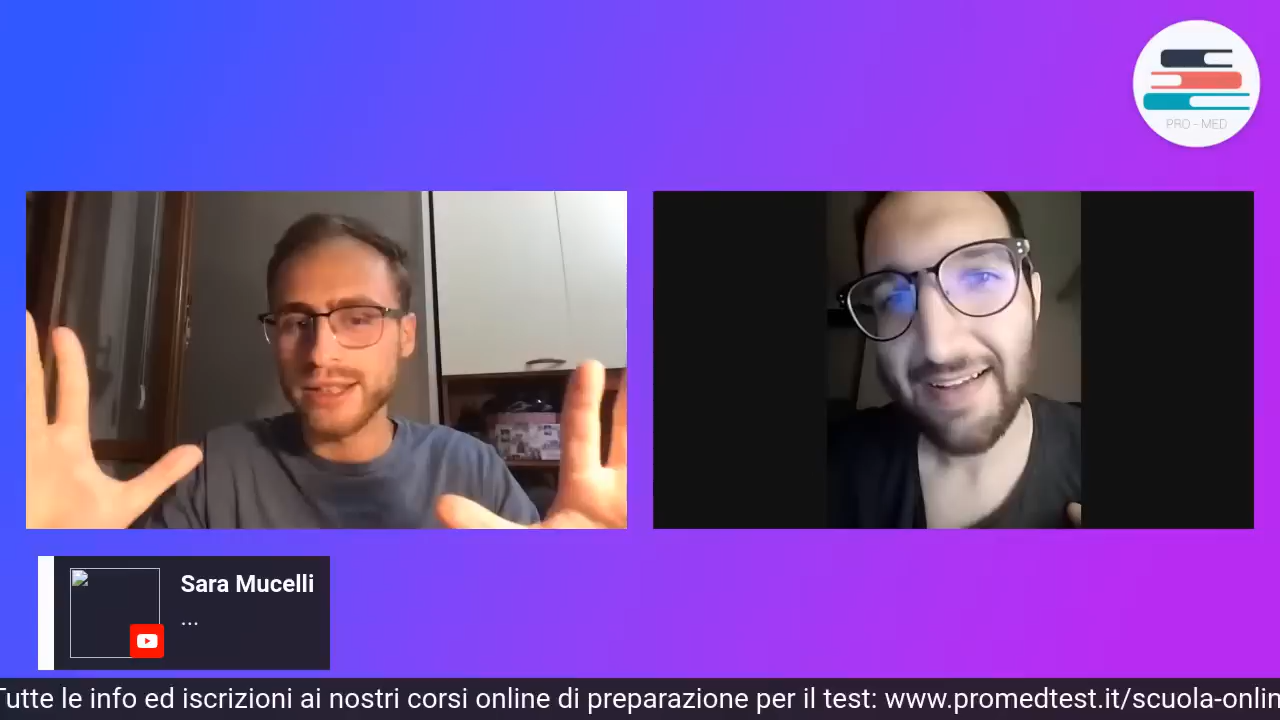 PRO - MED
Sara Mucelli
...
Tutte le info ed iscrizioni ai nostri corsi online di preparazione per il test: www.promedtest.it/scuola-onlin